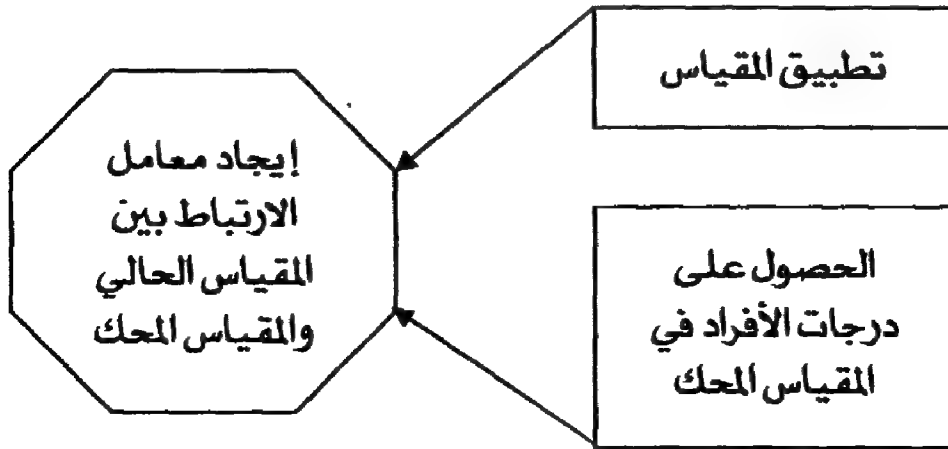 تطبيق المقياس
الحصول على
درجات الأفراد في
المقياس المحك
إيجاد معامل
الارتباط بين
المقياس الحالي
والمقياس المحك